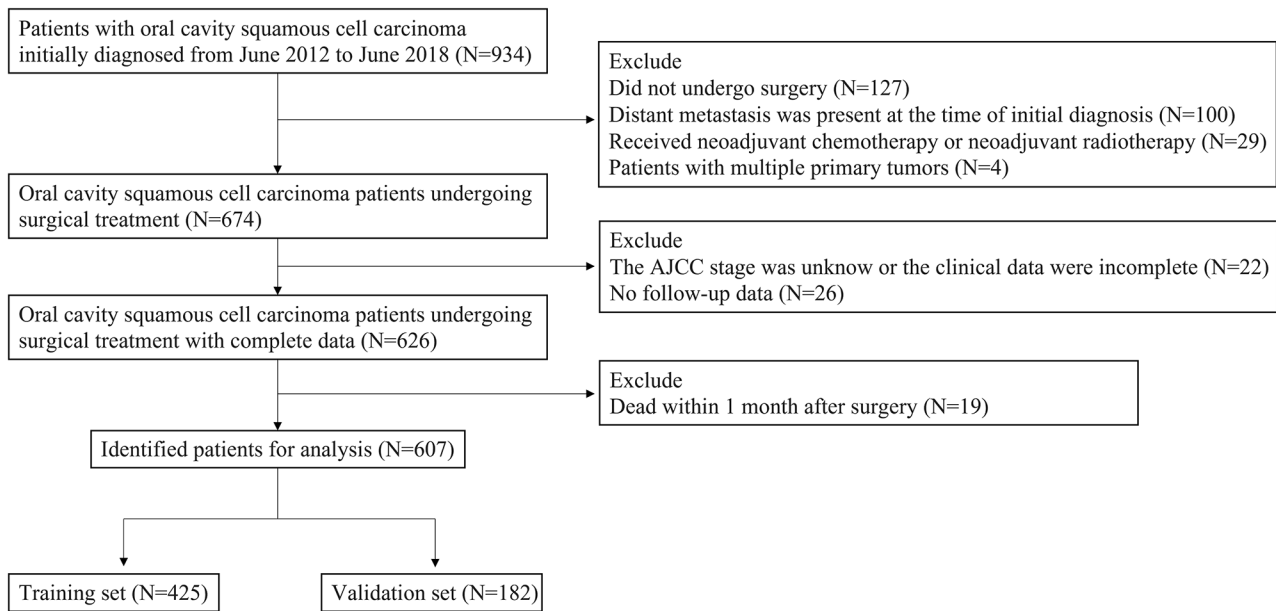 Patients with oral cavity squamous cell carcinoma
initially diagnosed from June 2012 to June 2018 (N=934)
Exclude
Did not undergo surgery (N=127)
Distant metastasis was present at the time of initial diagnosis (N=100)
Received neoadjuvant chemotherapy or neoadjuvant radiotherapy (N=29)
Patients with multiple primary tumors (N=4)
Oral cavity squamous cell carcinoma patients undergoing
surgical treatment (N=674)
Exclude
The AJCC stage was unknow or the clinical data were incomplete (N=22)
No follow-up data (N=26)
Oral cavity squamous cell carcinoma patients undergoing
surgical treatment with complete data (N=626)
Exclude
Dead within 1 month after surgery (N=19)
Identified patients for analysis (N=607)
Training set (N=425)
Validation set (N=182)